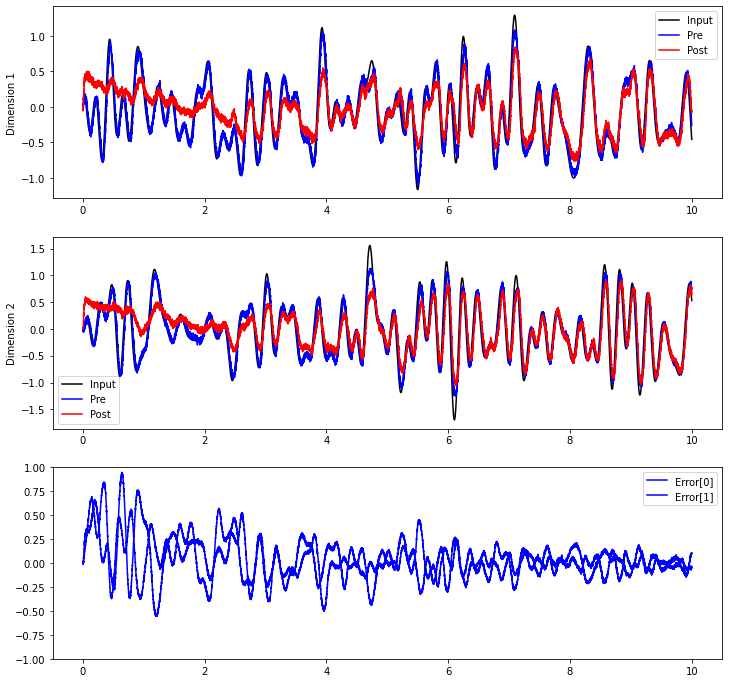 1.0
0.5
0.0
−0.5
−1.0
Dimension 1
Input
Pre
Post
0 2 4 6 8 10
1.5
1.0
0.5
0.0
−0.5
−1.0
−1.5
Dimension 2
Input
Pre
Post
0 2 4 6 8 10
1.00
0.75
0.50
0.25
0.00
−0.25
−0.50
−0.75
−1.00
Error[0]
Error[1]
0 2 4 6 8 10